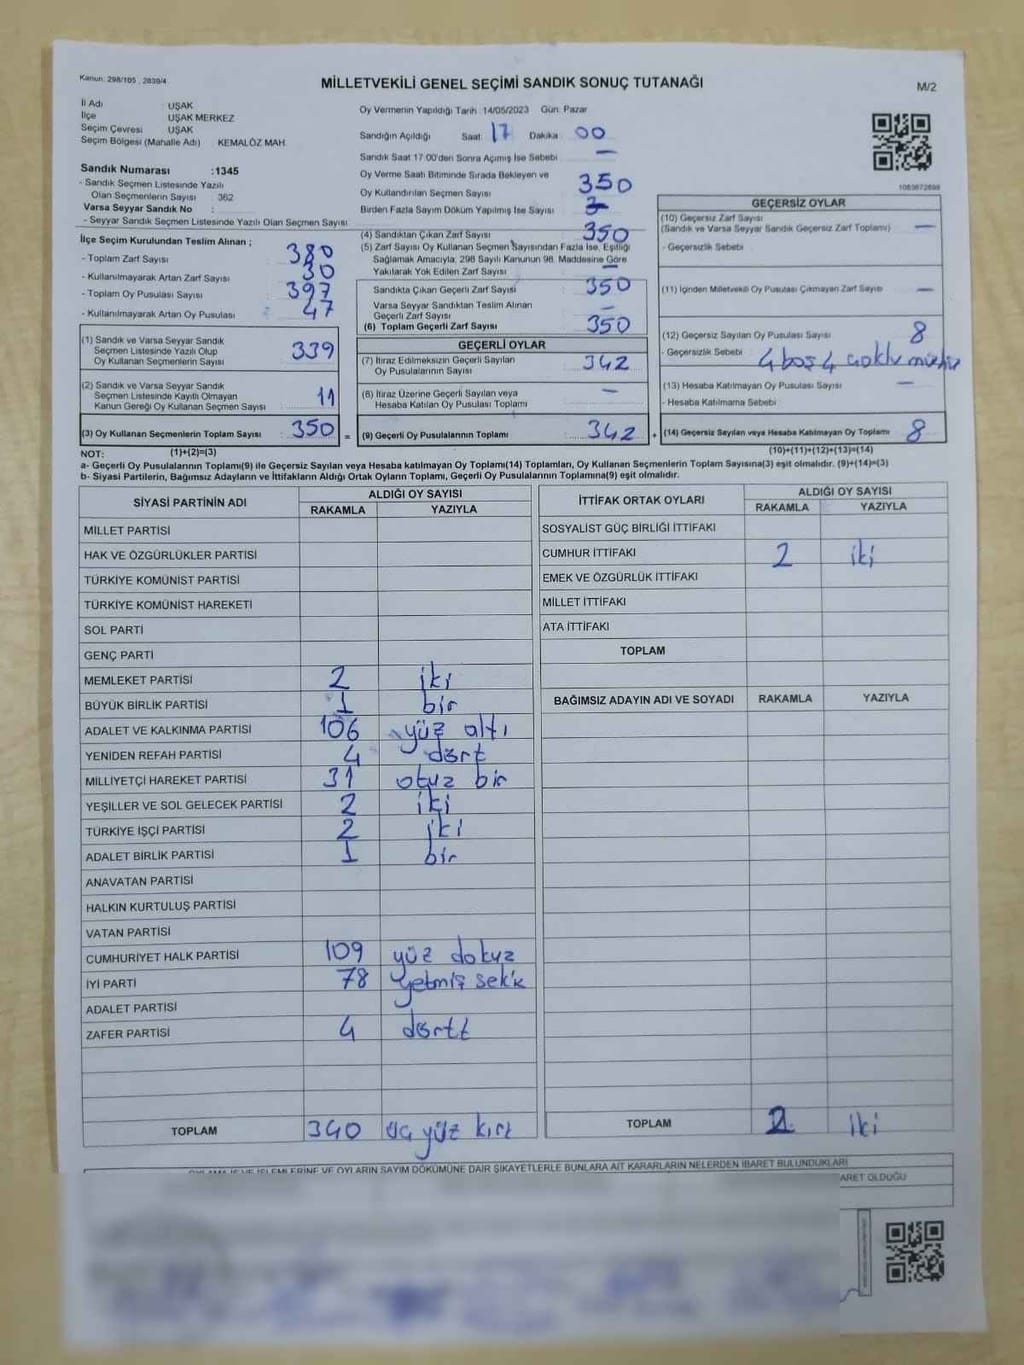 Kanun: 298/105 , 2839/4
MİLLETVEKİLİ GENEL SEÇİMİ SANDIK SONUÇ TUTANAĞI
M/2
İl Adı : UŞAK
İlçe : UŞAK MERKEZ
Seçim Çevresi : UŞAK
Seçim Bölgesi (Mahalle Adı) KEMALÖZ MAH.
Sandık Numarası :1345
- Sandık Seçmen Listesinde Yazılı
Olan Seçmenlerin Sayısı : 362
Varsa Seyyar Sandık No :
- Seyyar Sandık Seçmen Listesinde Yazılı Olan Seçmen Sayısı
İlçe Seçim Kurulundan Teslim Alınan ;
- Toplam Zarf Sayısı : 380
- Kullanılmayarak Artan Zarf Sayısı : 30
- Toplam Oy Pusulası Sayısı : 397
- Kullanılmayarak Artan Oy Pusulası : 47
(1) Sandık ve Varsa Seyyar Sandık
Seçmen Listesinde Yazılı Olup
Oy Kullanan Seçmenlerin Sayısı 339
(2) Sandık ve Varsa Seyyar Sandık
Seçmen Listesinde Kayıtlı Olmayan
Kanun Gereği Oy Kullanan Seçmen Sayısı 11
(3) Oy Kullanan Seçmenlerin Toplam Sayısı 350 =
Oy Vermenin Yapıldığı Tarih 14/05/2023 Gün: Pazar
Sandığın Açıldığı Saat 17 Dakika 00
Sandık Saat 17:00'den Sonra Açımış İse Sebebi —
Oy Verme Saati Bitiminde Sırada Bekleyen ve
Oy Kullandırılan Seçmen Sayısı 350
Birden Fazla Sayım Döküm Yapılmış İse Sayısı
(4) Sandıktan Çıkan Zarf Sayısı : 350
(5) Zarf Sayısı Oy Kullanan Seçmen Sayısından Fazla İse, Eşitliği
Sağlamak Amacıyla, 298 Sayılı Kanunun 98. Maddesine Göre
Yakılarak Yok Edilen Zarf Sayısı : —
Sandıkta Çıkan Geçerli Zarf Sayısı : 350
Varsa Seyyar Sandıktan Teslim Alınan
Geçerli Zarf Sayısı : —
(6) Toplam Geçerli Zarf Sayısı : 350
GEÇERLİ OYLAR
(7) İtiraz Edilmeksizin Geçerli Sayılan
Oy Pusulalarının Sayısı : 342
(8) İtiraz Üzerine Geçerli Sayılan veya
Hesaba Katılan Oy Pusulası Toplamı —
(9) Geçerli Oy Pusulalarının Toplamı : 342 +
1083672698
GEÇERSİZ OYLAR
(10) Geçersiz Zarf Sayısı
(Sandık ve Varsa Seyyar Sandık Geçersiz Zarf Toplamı) —
- Geçersizlik Sebebi
(11) İçinden Milletvekili Oy Pusulası Çıkmayan Zarf Sayısı —
(12) Geçersiz Sayılan Oy Pusulası Sayısı 8
- Geçersizlik Sebebi 4 boş 4
(13) Hesaba Katılmayan Oy Pusulası Sayısı —
- Hesaba Katılmama Sebebi
(14) Geçersiz Sayılan veya Hesaba Katılmayan Oy Toplamı 8
NOT: (1)+(2)=(3) (10)+(11)+(12)+(13)=(14)
a- Geçerli Oy Pusulalarının Toplamı(9) ile Geçersiz Sayılan veya Hesaba katılmayan Oy Toplamı(14) Toplamları, Oy Kullanan Seçmenlerin Toplam Sayısına(3) eşit olmalıdır. (9)+(14)=(3)
b- Siyasi Partilerin, Bağımsız Adayların ve İttifakların Aldığı Ortak Oyların Toplamı, Geçerli Oy Pusulalarının Toplamına(9) eşit olmalıdır.
SİYASİ PARTİNİN ADI ALDIĞI OY SAYISI
RAKAMLA YAZIYLA
MİLLET PARTİSİ
HAK VE ÖZGÜRLÜKLER PARTİSİ
TÜRKİYE KOMÜNİST PARTİSİ
TÜRKİYE KOMÜNİST HAREKETİ
SOL PARTİ
GENÇ PARTİ
MEMLEKET PARTİSİ 2 iki
BÜYÜK BİRLİK PARTİSİ 1 bir
ADALET VE KALKINMA PARTİSİ 106 yüz altı
YENİDEN REFAH PARTİSİ 4 dört
MİLLİYETÇİ HAREKET PARTİSİ 31 otuz bir
YEŞİLLER VE SOL GELECEK PARTİSİ 2 iki
TÜRKİYE İŞÇİ PARTİSİ 2 iki
ADALET BİRLİK PARTİSİ 1 bir
ANAVATAN PARTİSİ
HALKIN KURTULUŞ PARTİSİ
VATAN PARTİSİ
CUMHURİYET HALK PARTİSİ 109 yüz dokuz
İYİ PARTİ 78 yetmiş
ADALET PARTİSİ
ZAFER PARTİSİ 4 dörtt
TOPLAM 340 üç yüz kırk
İTTİFAK ORTAK OYLARI ALDIĞI OY SAYISI
RAKAMLA YAZIYLA
SOSYALİST GÜÇ BİRLİĞİ İTTİFAKI
CUMHUR İTTİFAKI 2 iki
EMEK VE ÖZGÜRLÜK İTTİFAKI
MİLLET İTTİFAKI
ATA İTTİFAKI
TOPLAM
BAĞIMSIZ ADAYIN ADI VE SOYADI RAKAMLA YAZIYLA
TOPLAM 2 iki
OYLAMA İŞ VE İŞLEMLERİNE VE OYLARIN SAYIM DÖKÜMÜNE DAİR ŞİKAYETLERLE BUNLARA AİT KARARLARIN NELERDEN İBARET BULUNDUKLARI
ARET OLDUĞU